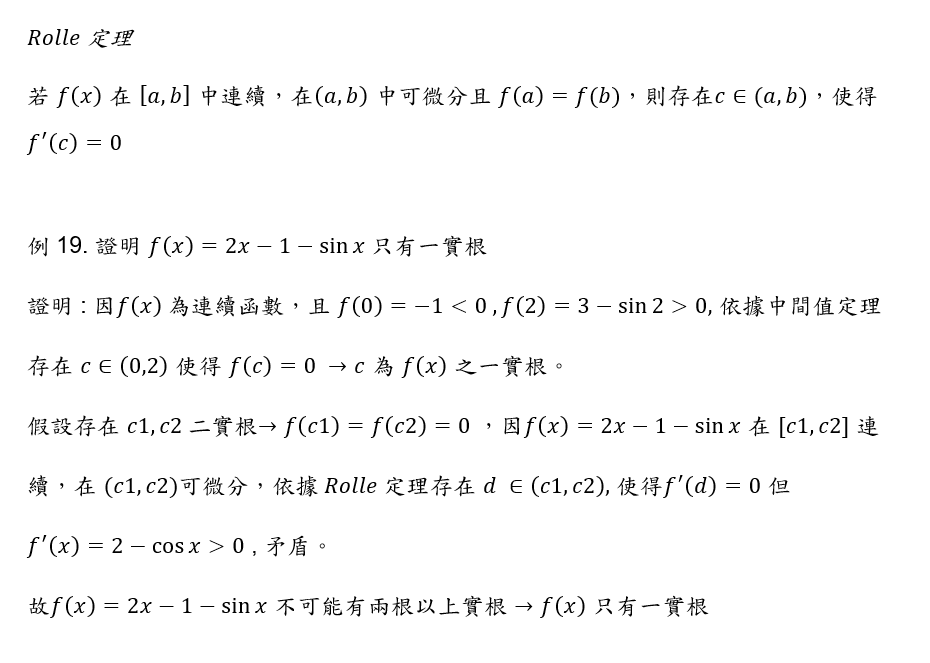 Rolle 定理
若 f(x) 在 [a, b] 中連續，在(a, b) 中可微分且 f(a) = f(b)，則存在c ∈ (a, b)，使得
f′(c) = 0
例 19. 證明 f(x) = 2x − 1 − sin x 只有一實根
證明：因f(x) 為連續函數，且 f(0) = −1 < 0 , f(2) = 3 − sin 2 > 0, 依據中間值定理
存在 c ∈ (0,2) 使得 f(c) = 0 → c 為 f(x) 之一實根。
假設存在 c1, c2 二實根→ f(c1) = f(c2) = 0 ，因f(x) = 2x − 1 − sin x 在 [c1, c2] 連
續，在 (c1, c2)可微分，依據 Rolle 定理存在 d ∈ (c1, c2), 使得f′(d) = 0 但
f′(x) = 2 − cos x > 0 , 矛盾。
故f(x) = 2x − 1 − sin x 不可能有兩根以上實根 → f(x) 只有一實根